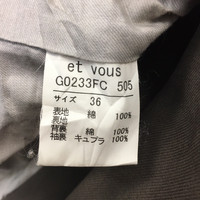 et vous
G0233FC 505
サイズ 36
表地 綿 100%
表地 綿 100%
背裏 綿 100%
袖裏 キュプラ 100%